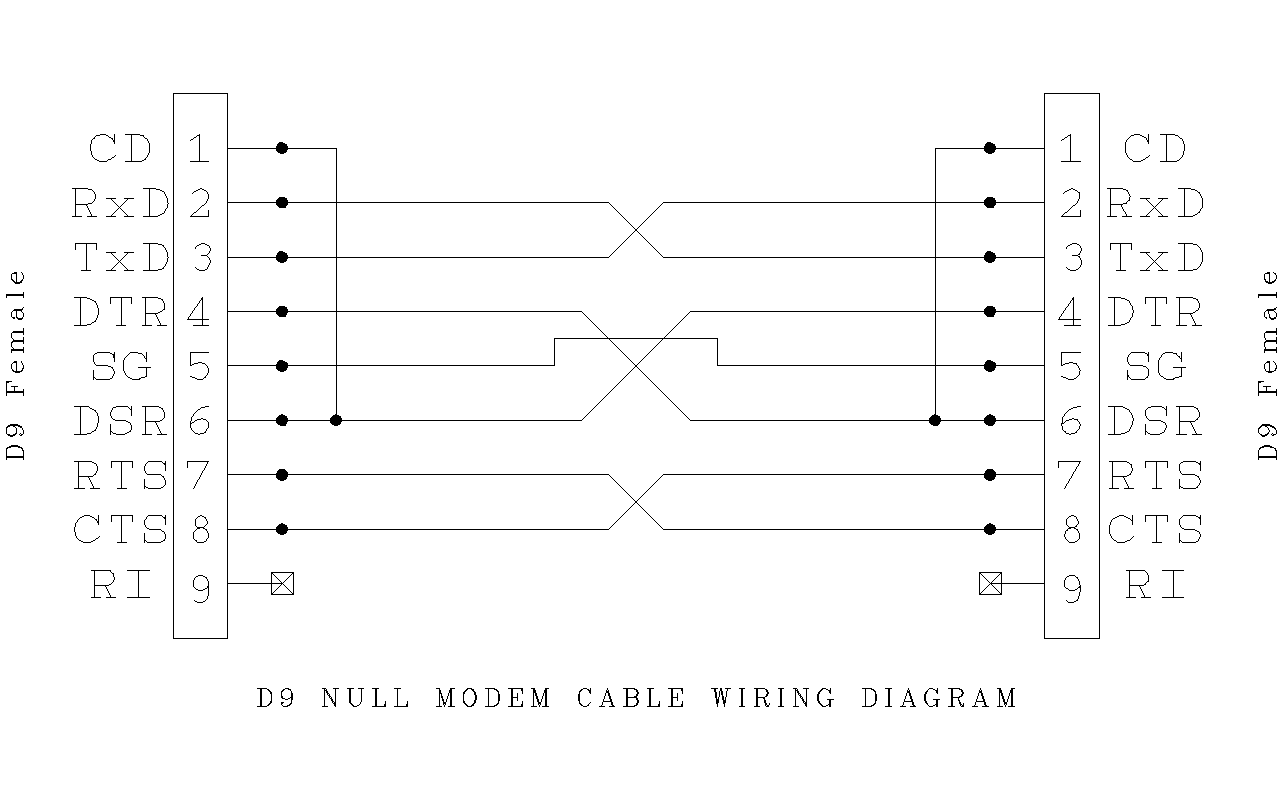 CD 1 1 CD
RxD 2 2 RxD
TxD 3 3 TxD
DTR 4 4 DTR
SG 5 5 SG
DSR 6 6 DSR
RTS 7 7 RTS
CTS 8 8 CTS
RI 9 9 RI
D9 Female
D9 Female
D9 NULL MODEM CABLE WIRING DIAGRAM